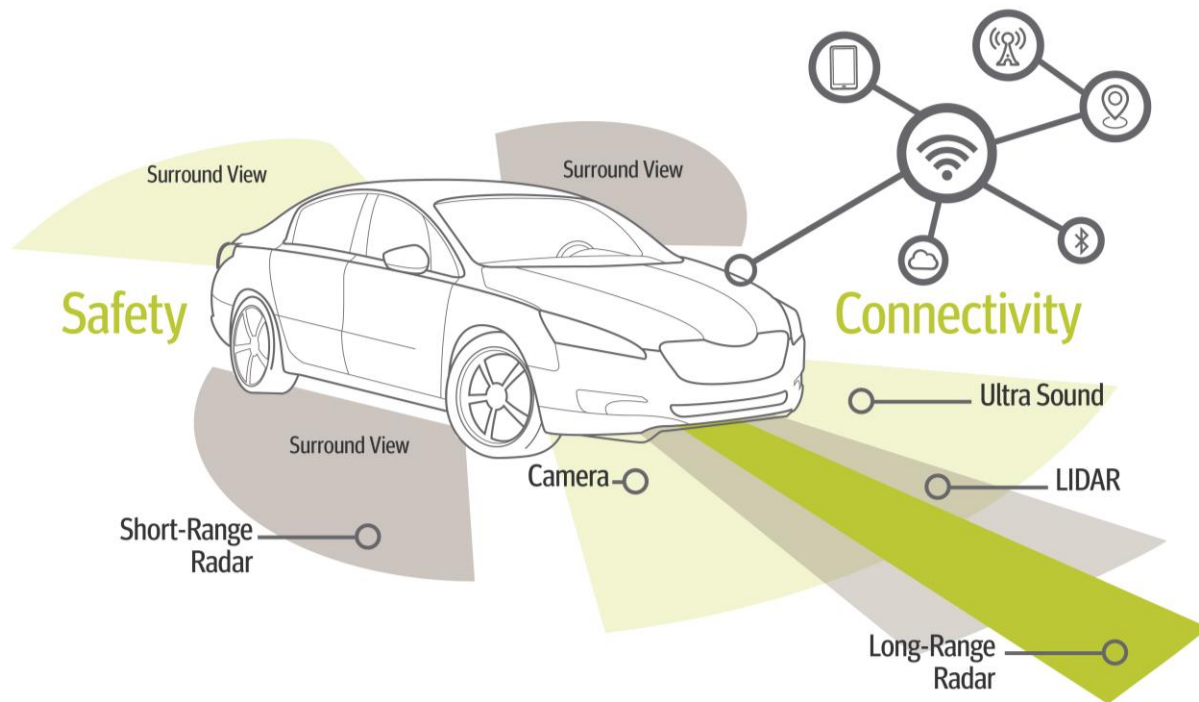 Surround View
Surround View
Safety
Connectivity
Ultra Sound
Surround View
Camera
LIDAR
Short-Range
Radar
Long-Range
Radar